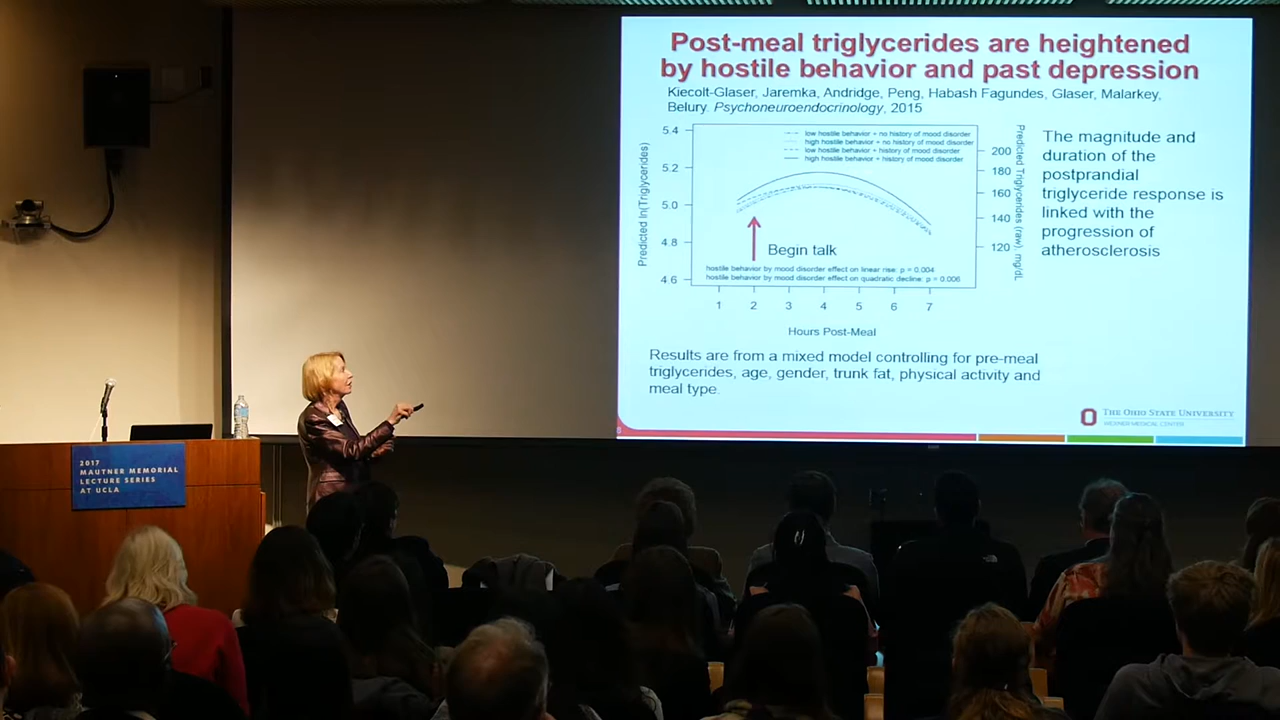 Post-meal triglycerides are heightened
by hostile behavior and past depression
Kiecolt-Glaser, Jaremka, Andridge, Peng, Habash Fagundes, Glaser, Malarkey,
Belury. Psychoneuroendocrinology, 2015
5.4
5.2
5.0
4.8
4.6
Predicted ln(Triglycerides)
low hostile behavior + no history of mood disorder
high hostile behavior + no history of mood disorder
low hostile behavior + history of mood disorder
high hostile behavior + history of mood disorder
Begin talk
hostile behavior by mood disorder effect on linear rise: p = 0.004
hostile behavior by mood disorder effect on quadratic decline: p = 0.006
200
180
160
140
120
Predicted Triglycerides (raw), mg/dL
1 2 3 4 5 6 7
Hours Post-Meal
The magnitude and
duration of the
postprandial
triglyceride response is
linked with the
progression of
atherosclerosis
Results are from a mixed model controlling for pre-meal
triglycerides, age, gender, trunk fat, physical activity and
meal type.
THE OHIO STATE UNIVERSITY
WEXNER MEDICAL CENTER
2017
MAUTNER MEMORIAL
LECTURE SERIES
AT UCLA